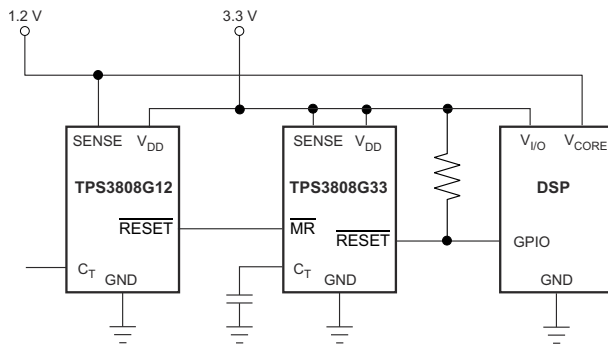 1.2 V 3.3 V
SENSE VDD SENSE VDD VI/O VCORE
TPS3808G12 TPS3808G33 DSP
RESET MR
RESET GPIO
CT CT
GND GND GND